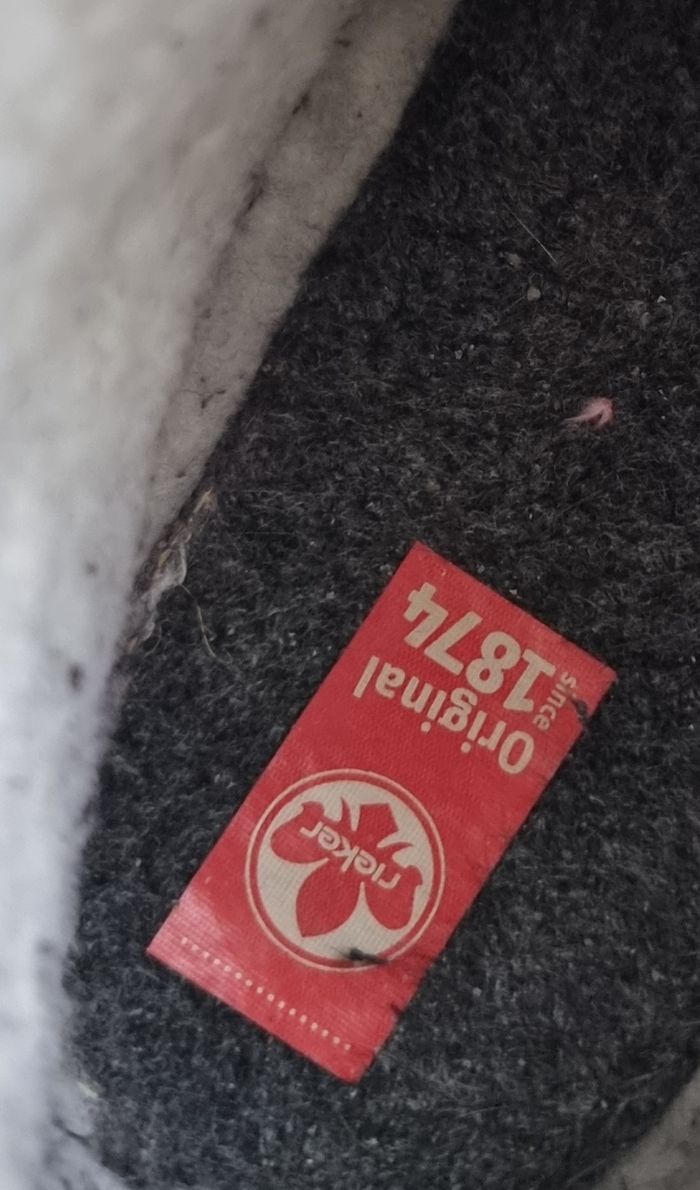 rieker
Original
since
1874